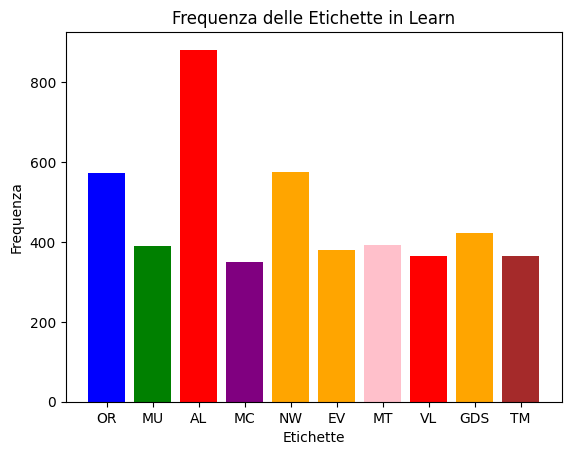 Frequenza delle Etichette in Learn
Frequenza
800
600
400
200
0
OR MU AL MC NW EV MT VL GDS TM
Etichette